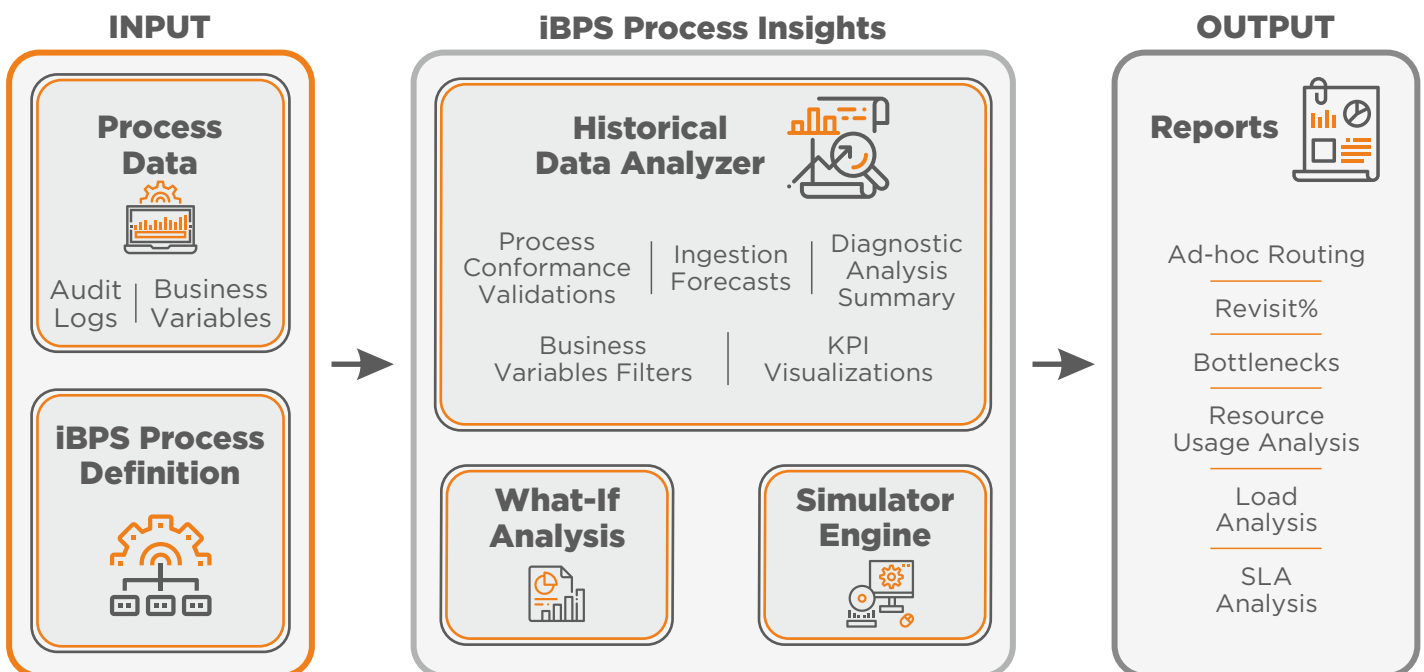 INPUT
Process
Data
Audit
Logs
Business
Variables
iBPS Process
Definition
iBPS Process Insights
Historical
Data Analyzer
Process
Conformance
Validations
Ingestion
Forecasts
Diagnostic
Analysis
Summary
Business
Variables Filters
KPI
Visualizations
What-If
Analysis
Simulator
Engine
OUTPUT
Reports
Ad-hoc Routing
Revisit%
Bottlenecks
Resource
Usage Analysis
Load
Analysis
SLA
Analysis